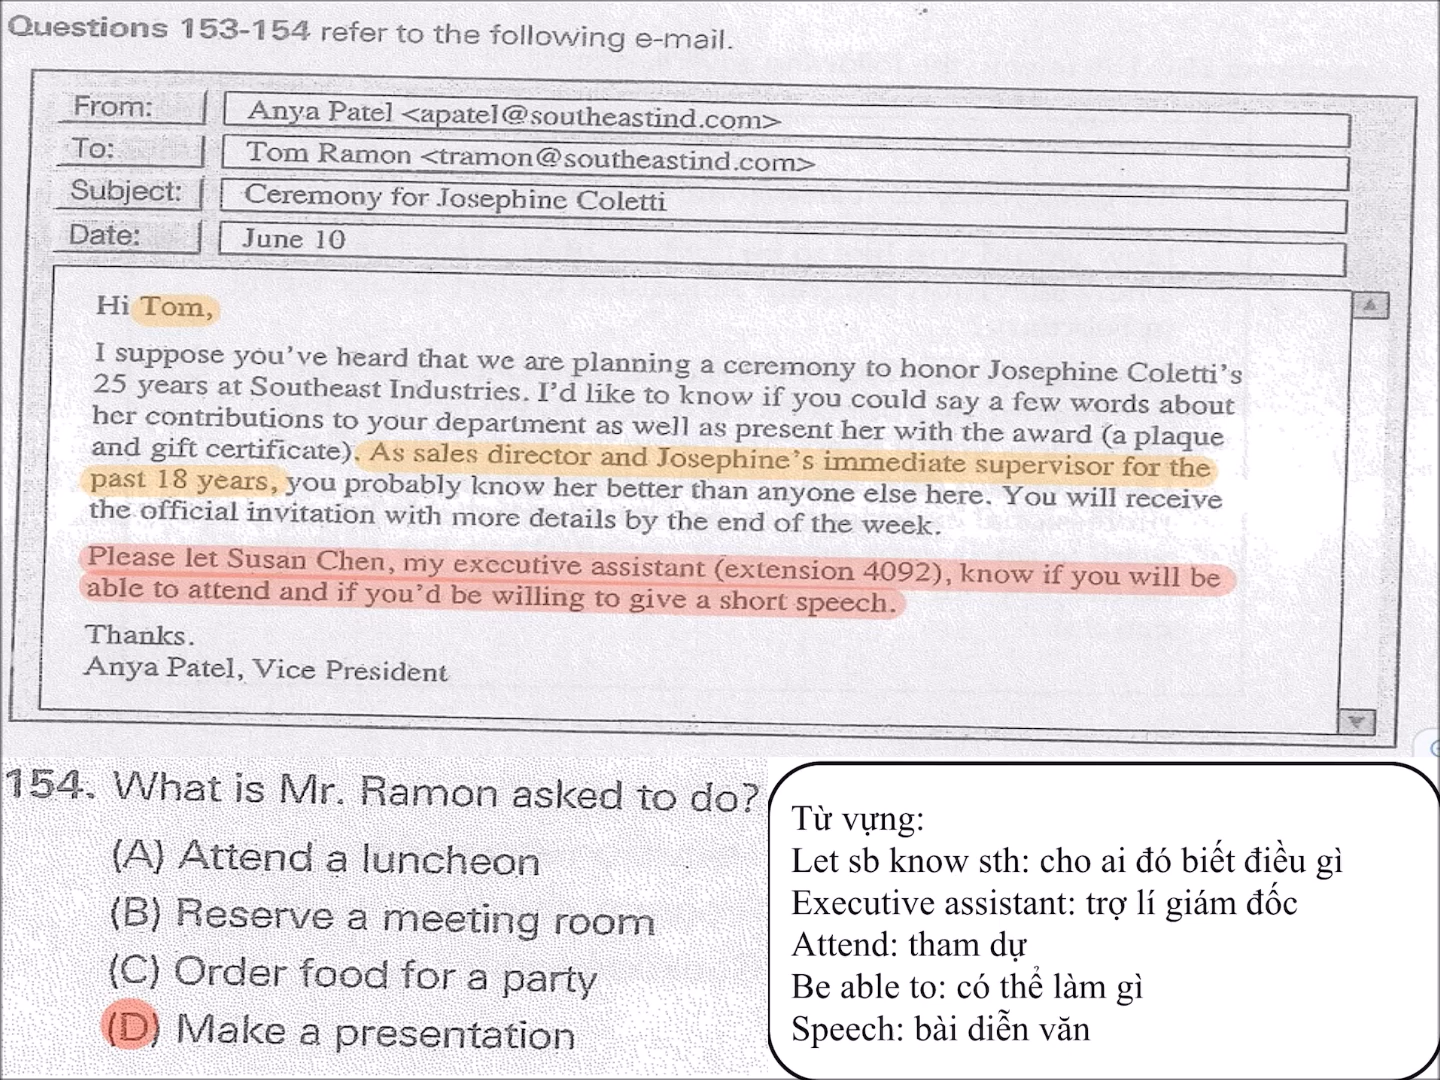 Questions 153-154 refer to the following e-mail.
From:
Anya Patel <apatel@southeastind.com>
To:
Tom Ramon <tramon@southeastind.com>
Subject:
Ceremony for Josephine Coletti
Date:
June 10
Hi Tom,
I suppose you've heard that we are planning a ceremony to honor Josephine Coletti's
25 years at Southeast Industries. I'd like to know if you could say a few words about
her contributions to your department as well as present her with the award (a plaque
and gift certificate). As sales director and Josephine's immediate supervisor for the
past 18 years, you probably know her better than anyone else here. You will receive
the official invitation with more details by the end of the week.
Please let Susan Chen, my executive assistant (extension 4092), know if you will be
able to attend and if you'd be willing to give a short speech.
Thanks.
Anya Patel, Vice President
154. What is Mr. Ramon asked to do?
(A) Attend a luncheon
(B) Reserve a meeting room
(C) Order food for a party
(D) Make a presentation
Từ vựng:
Let sb know sth: cho ai đó biết điều gì
Executive assistant: trợ lí giám đốc
Attend: tham dự
Be able to: có thể làm gì
Speech: bài diễn văn